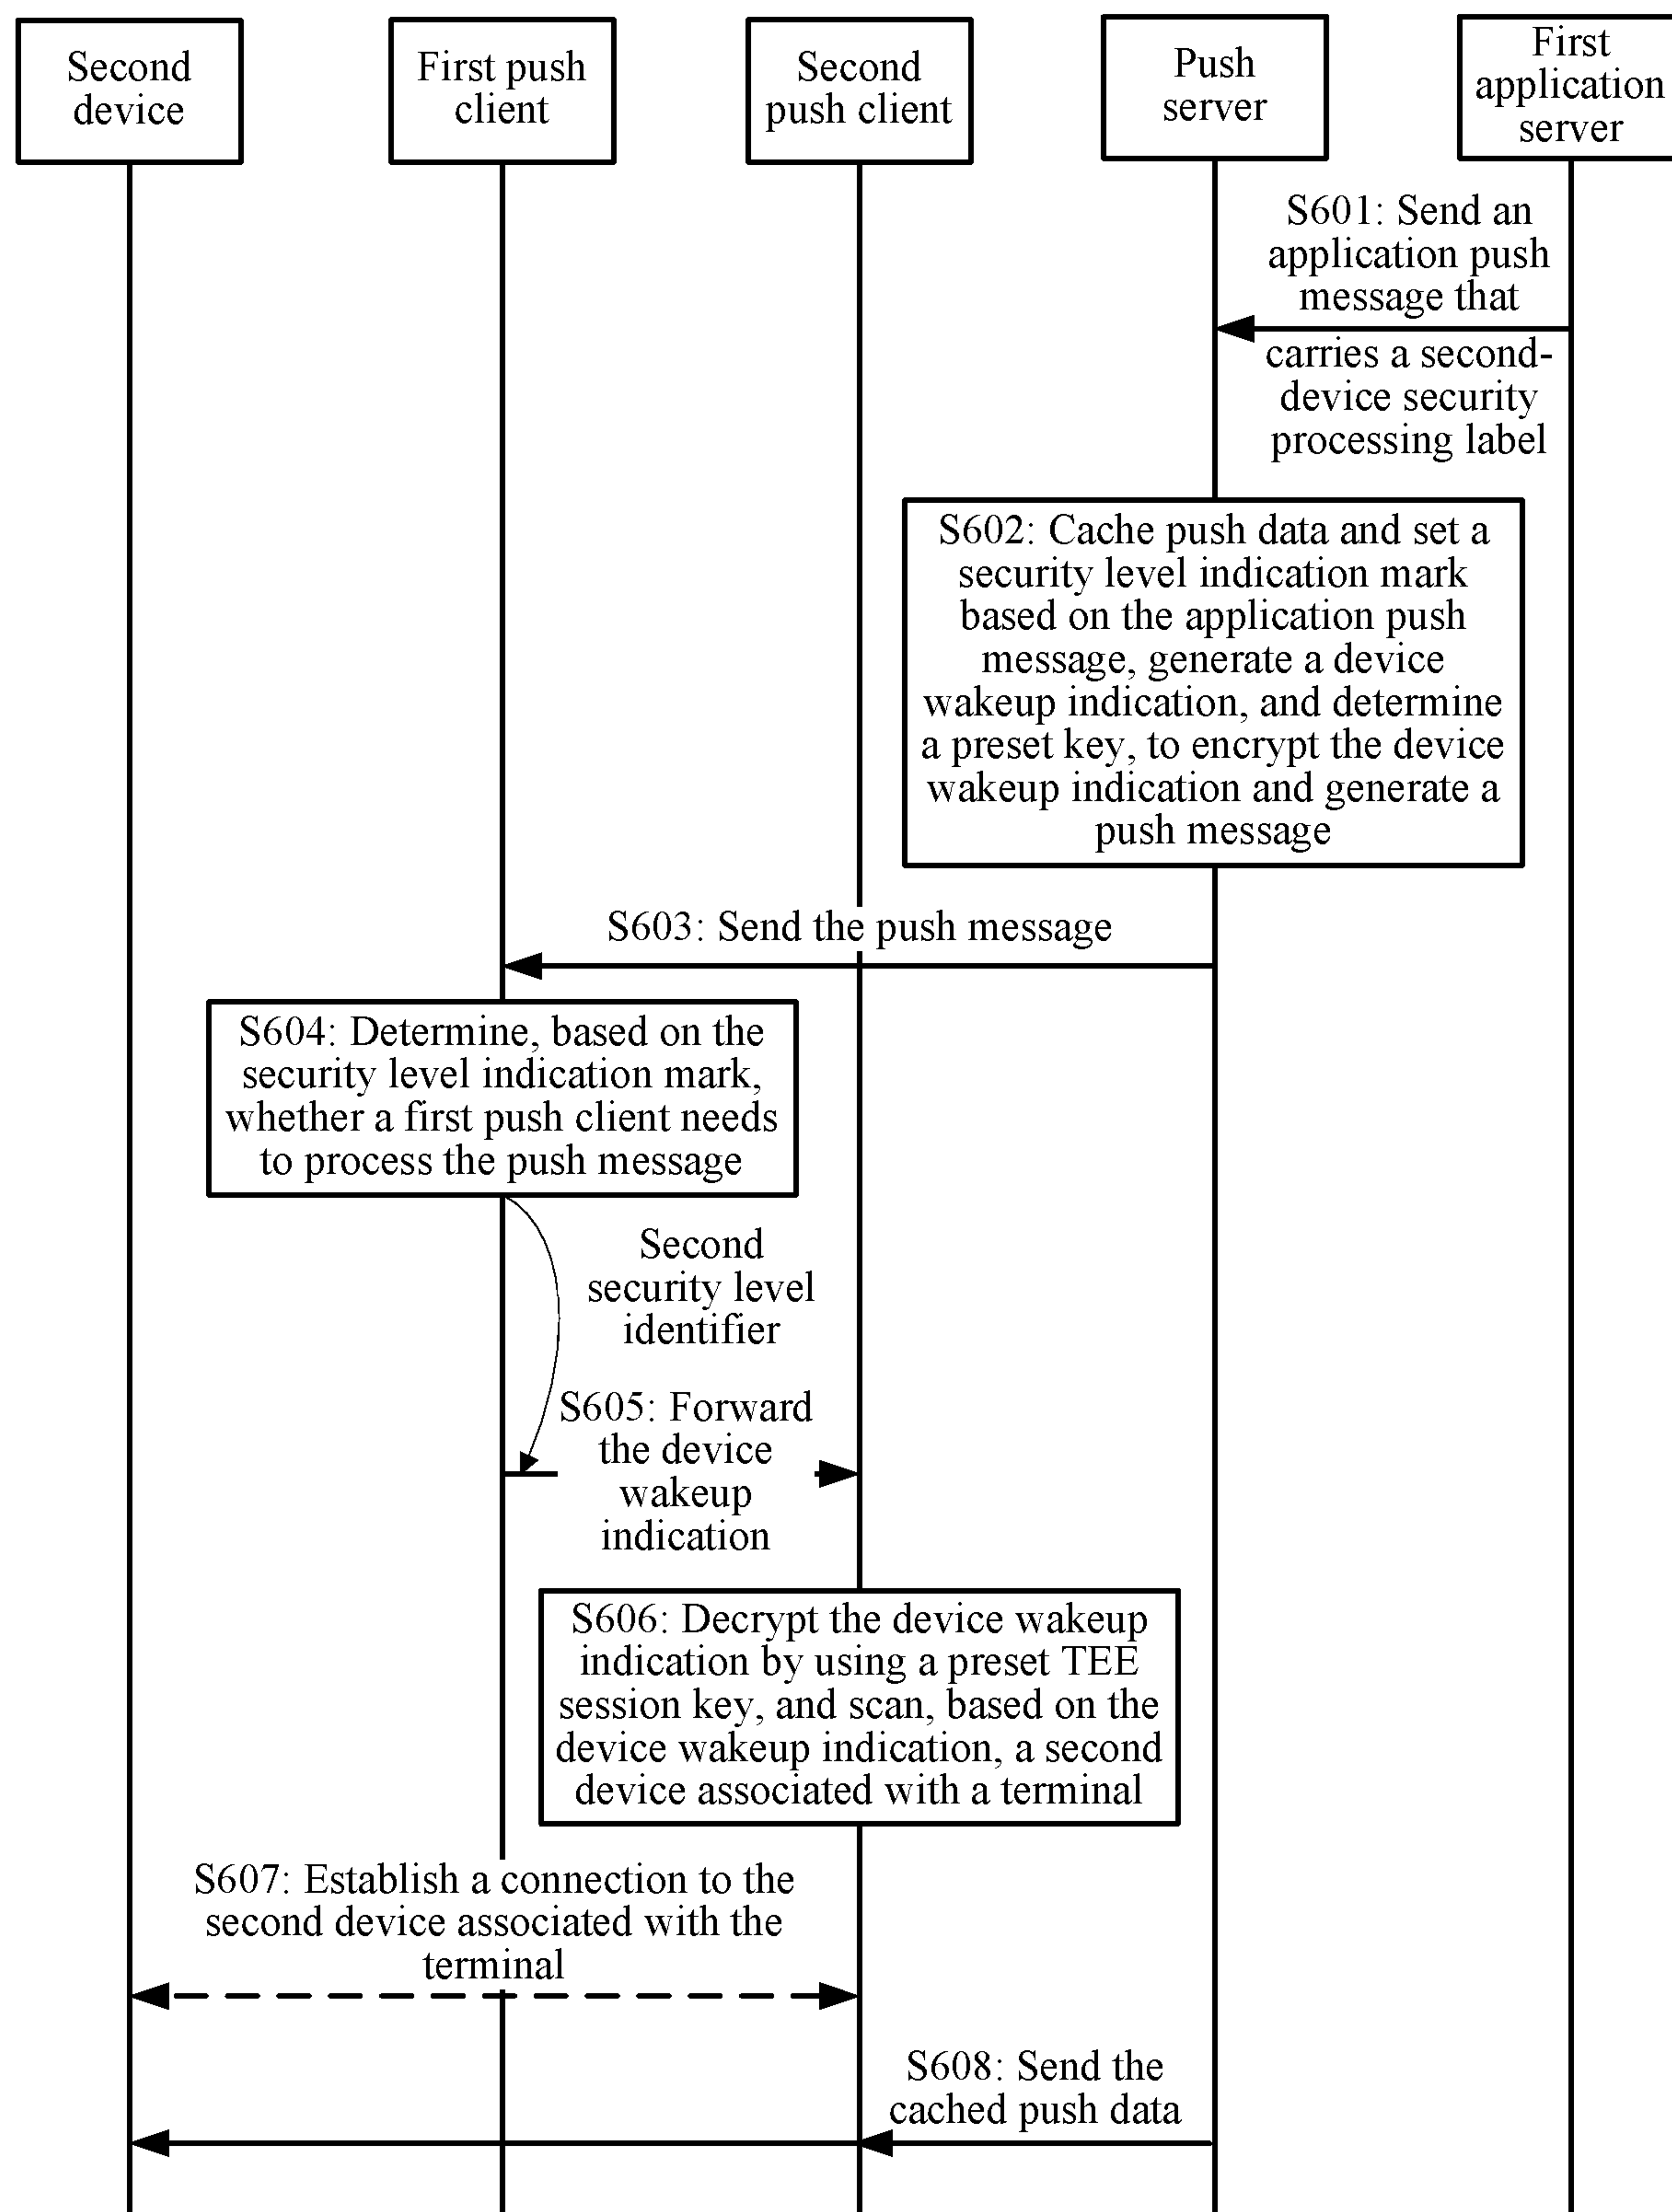 Second
device
First push
client
Second
push client
Push
server
First
application
server
S601: Send an
application push
message that
carries a second-
device security
processing label
S602: Cache push data and set a
security level indication mark
based on the application push
message, generate a device
wakeup indication, and determine
a preset key, to encrypt the device
wakeup indication and generate a
push message
S603: Send the push message
S604: Determine, based on the
security level indication mark,
whether a first push client needs
to process the push message
Second
security level
identifier
S605: Forward
the device
wakeup
indication
S606: Decrypt the device wakeup
indication by using a preset TEE
session key, and scan, based on the
device wakeup indication, a second
device associated with a terminal
S607: Establish a connection to the
second device associated with the
terminal
S608: Send the
cached push data